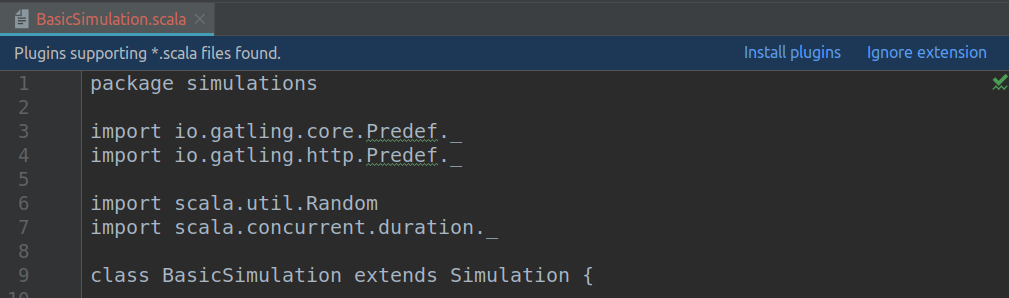 BasicSimulation.scala
Plugins supporting *.scala files found. Install plugins Ignore extension
1 package simulations
2
3 import io.gatling.core.Predef._
4 import io.gatling.http.Predef._
5
6 import scala.util.Random
7 import scala.concurrent.duration._
8
9 class BasicSimulation extends Simulation {
10